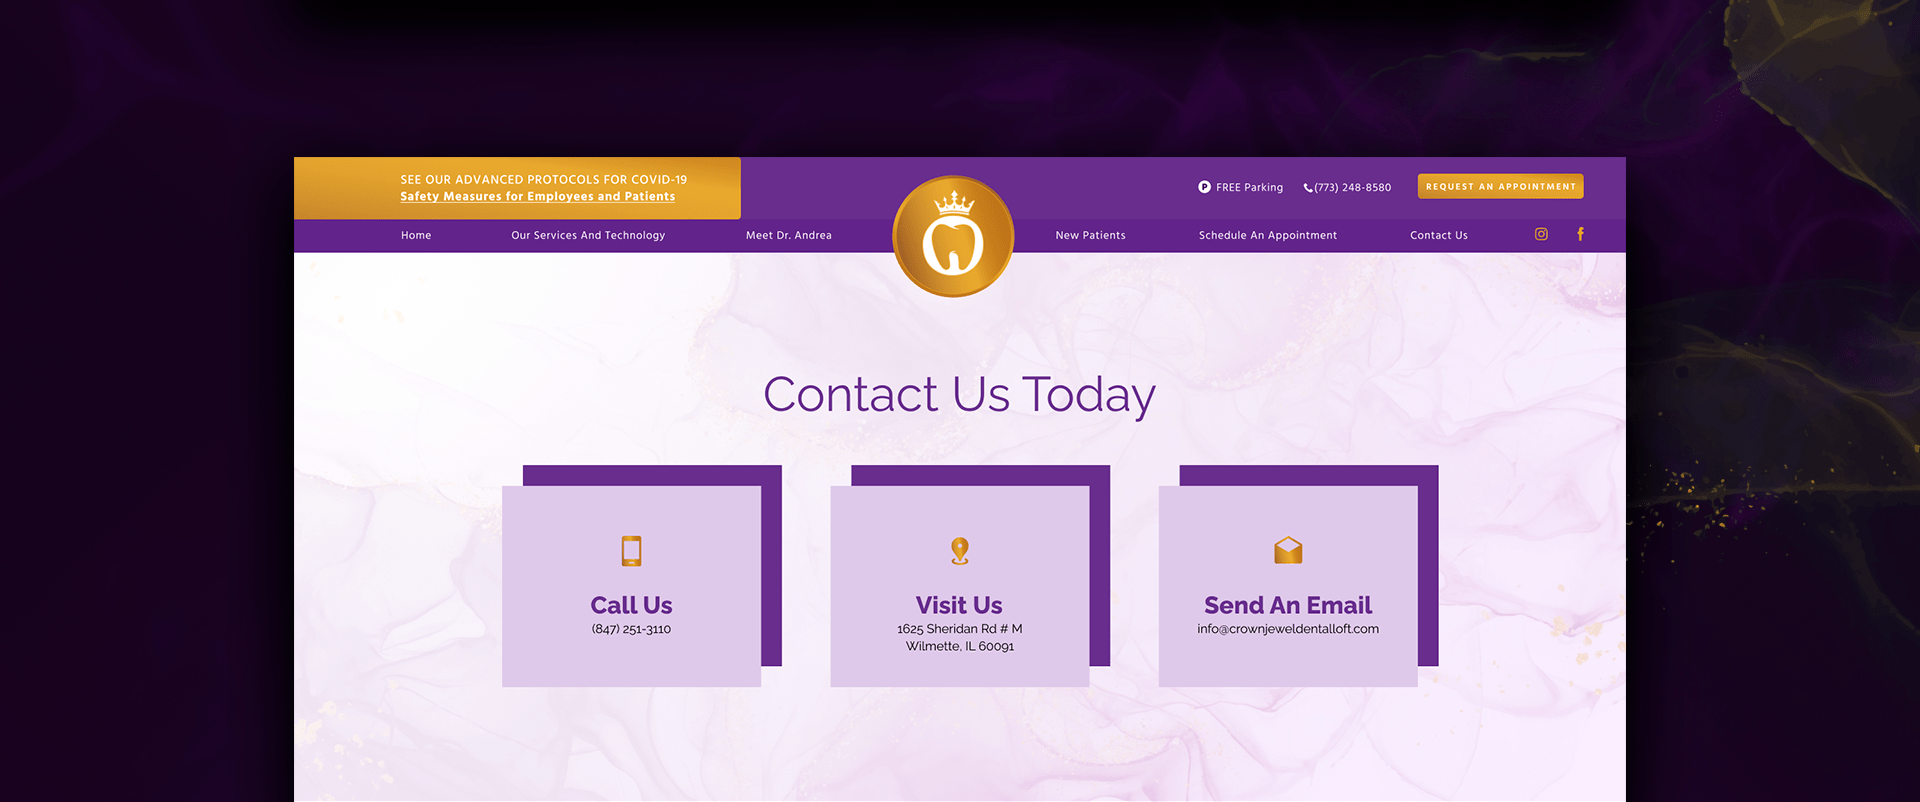 SEE OUR ADVANCED PROTOCOLS FOR COVID-19
Safety Measures for Employees and Patients
FREE Parking
(773) 248-8580
REQUEST AN APPOINTMENT
Home
Our Services And Technology
Meet Dr. Andrea
New Patients
Schedule An Appointment
Contact Us
Contact Us Today
Call Us
(847) 251-3110
Visit Us
1625 Sheridan Rd # M
Wilmette, IL 60091
Send An Email
info@crownjeweldentalloft.com